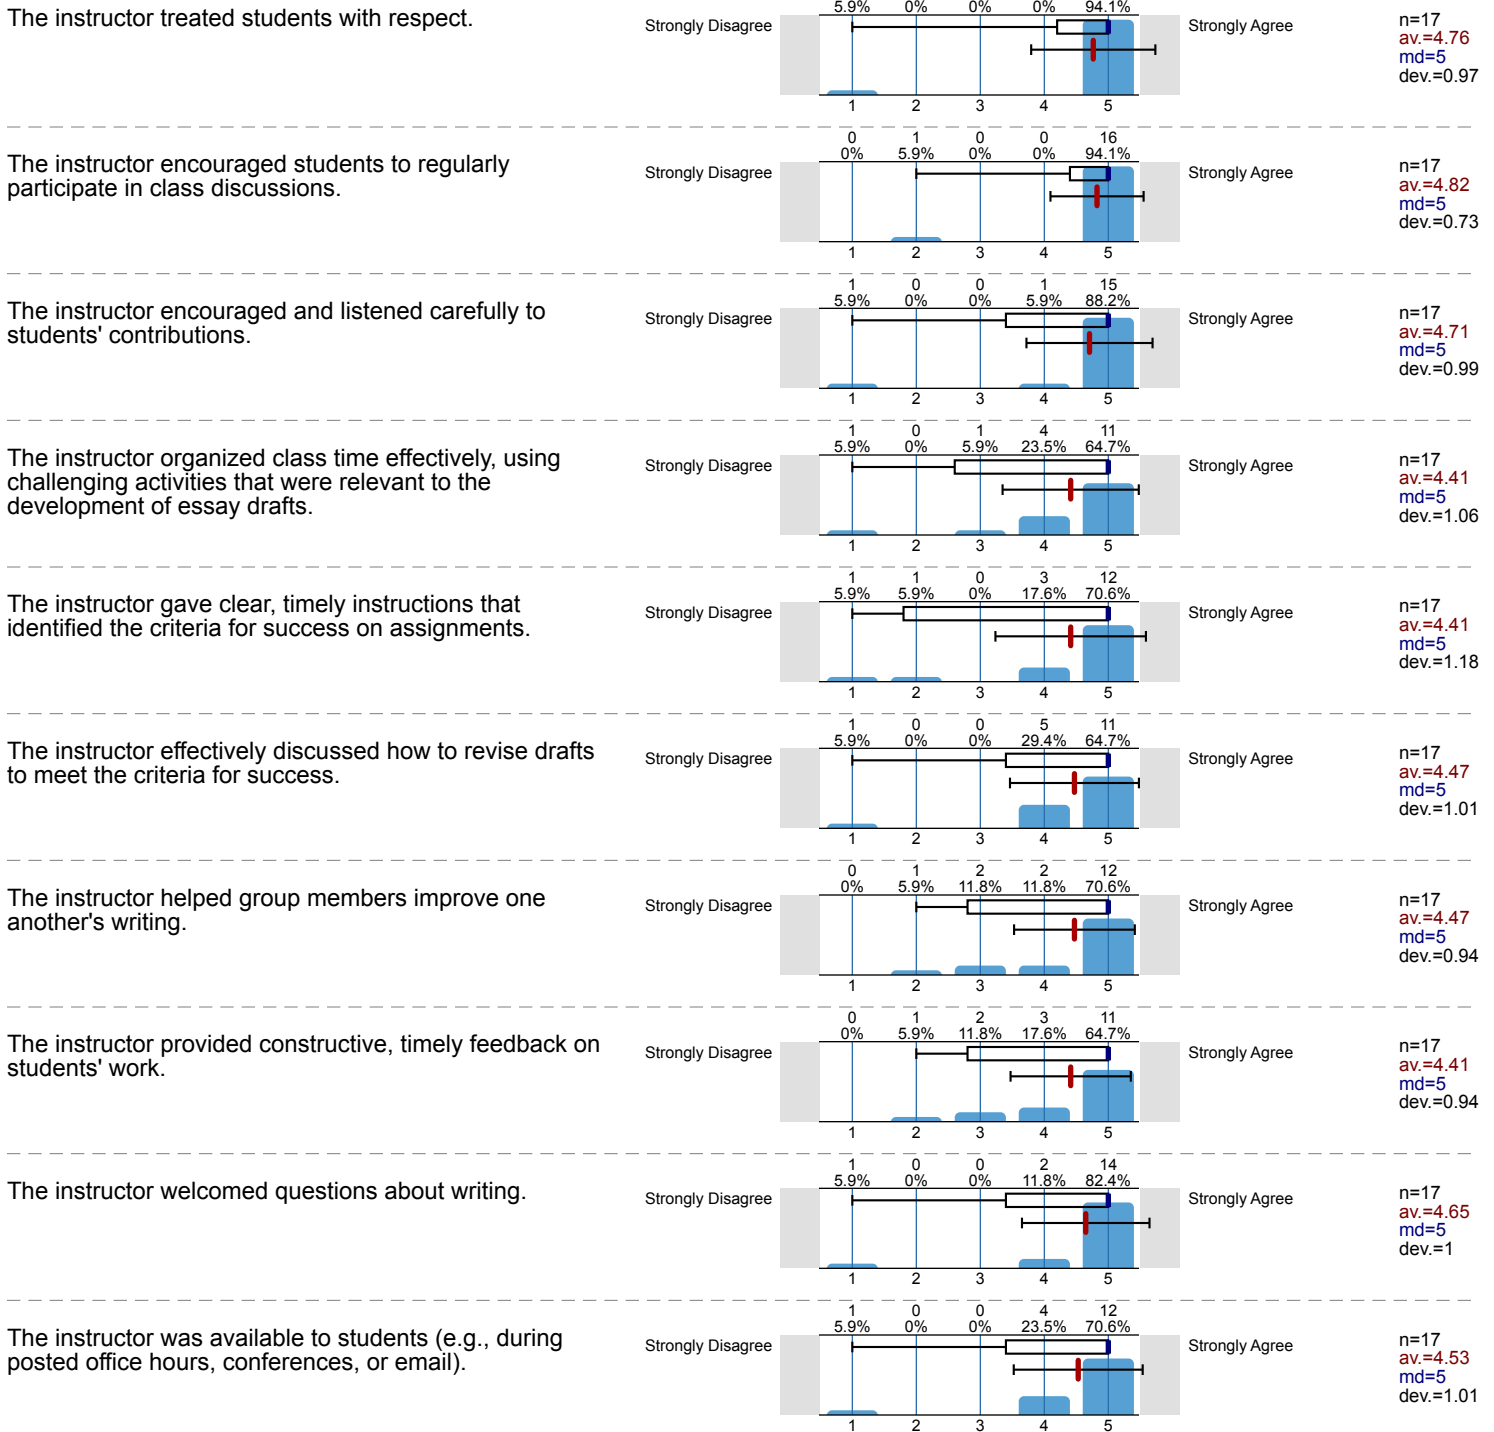 5.9% 0% 0% 0% 94.1%
The instructor treated students with respect.
Strongly Disagree
Strongly Agree
n=17
av.=4.76
md=5
dev.=0.97
1 2 3 4 5
0 1 0 0 16
0% 5.9% 0% 0% 94.1%
The instructor encouraged students to regularly
participate in class discussions.
Strongly Disagree
Strongly Agree
n=17
av.=4.82
md=5
dev.=0.73
1 2 3 4 5
1 0 0 1 15
5.9% 0% 0% 5.9% 88.2%
The instructor encouraged and listened carefully to
students' contributions.
Strongly Disagree
Strongly Agree
n=17
av.=4.71
md=5
dev.=0.99
1 2 3 4 5
1 0 1 4 11
5.9% 0% 5.9% 23.5% 64.7%
The instructor organized class time effectively, using
challenging activities that were relevant to the
development of essay drafts.
Strongly Disagree
Strongly Agree
n=17
av.=4.41
md=5
dev.=1.06
1 2 3 4 5
1 1 0 3 12
5.9% 5.9% 0% 17.6% 70.6%
The instructor gave clear, timely instructions that
identified the criteria for success on assignments.
Strongly Disagree
Strongly Agree
n=17
av.=4.41
md=5
dev.=1.18
1 2 3 4 5
1 0 0 5 11
5.9% 0% 0% 29.4% 64.7%
The instructor effectively discussed how to revise drafts
to meet the criteria for success.
Strongly Disagree
Strongly Agree
n=17
av.=4.47
md=5
dev.=1.01
1 2 3 4 5
0 1 2 2 12
0% 5.9% 11.8% 11.8% 70.6%
The instructor helped group members improve one
another's writing.
Strongly Disagree
Strongly Agree
n=17
av.=4.47
md=5
dev.=0.94
1 2 3 4 5
0 1 2 3 11
0% 5.9% 11.8% 17.6% 64.7%
The instructor provided constructive, timely feedback on
students' work.
Strongly Disagree
Strongly Agree
n=17
av.=4.41
md=5
dev.=0.94
1 2 3 4 5
1 0 0 2 14
5.9% 0% 0% 11.8% 82.4%
The instructor welcomed questions about writing.
Strongly Disagree
Strongly Agree
n=17
av.=4.65
md=5
dev.=1
1 2 3 4 5
1 0 0 4 12
5.9% 0% 0% 23.5% 70.6%
The instructor was available to students (e.g., during
posted office hours, conferences, or email).
Strongly Disagree
Strongly Agree
n=17
av.=4.53
md=5
dev.=1.01
1 2 3 4 5